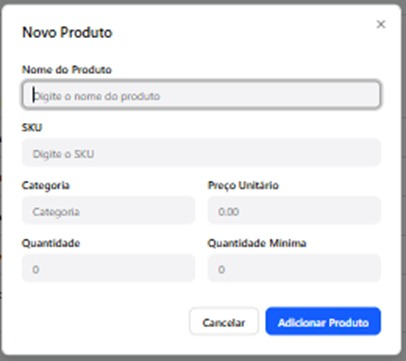 Novo Produto
×
Nome do Produto
Digite o nome do produto
SKU
Digite o SKU
Categoria Preço Unitário
Categoria 0.00
Quantidade Quantidade Mínima
0 0
Cancelar Adicionar Produto